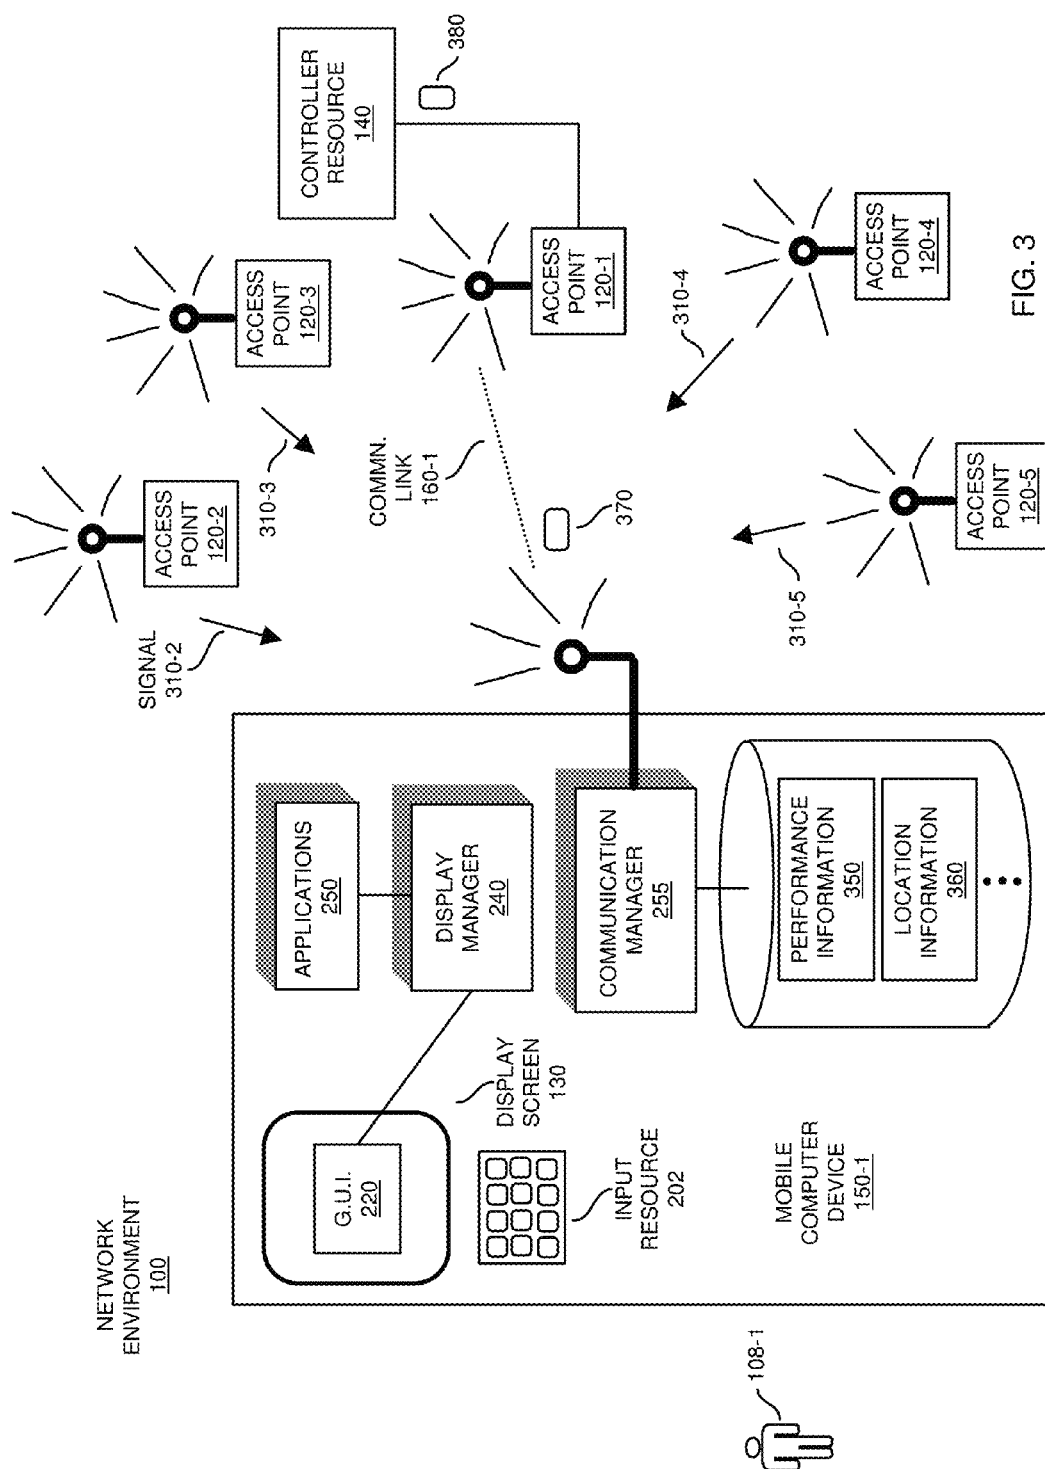 NETWORK
ENVIRONMENT
100
SIGNAL
310-2
ACCESS
POINT
120-2
310-3
ACCESS
POINT
120-3
CONTROLLER
RESOURCE
140
380
COMMN.
LINK
160-1
ACCESS
POINT
120-1
370
310-4
ACCESS
POINT
120-4
310-5
ACCESS
POINT
120-5
G.U.I.
220
DISPLAY
SCREEN
130
APPLICATIONS
250
DISPLAY
MANAGER
240
INPUT
RESOURCE
202
COMMUNICATION
MANAGER
255
PERFORMANCE
INFORMATION
350
LOCATION
INFORMATION
360
MOBILE
COMPUTER
DEVICE
150-1
108-1
FIG. 3